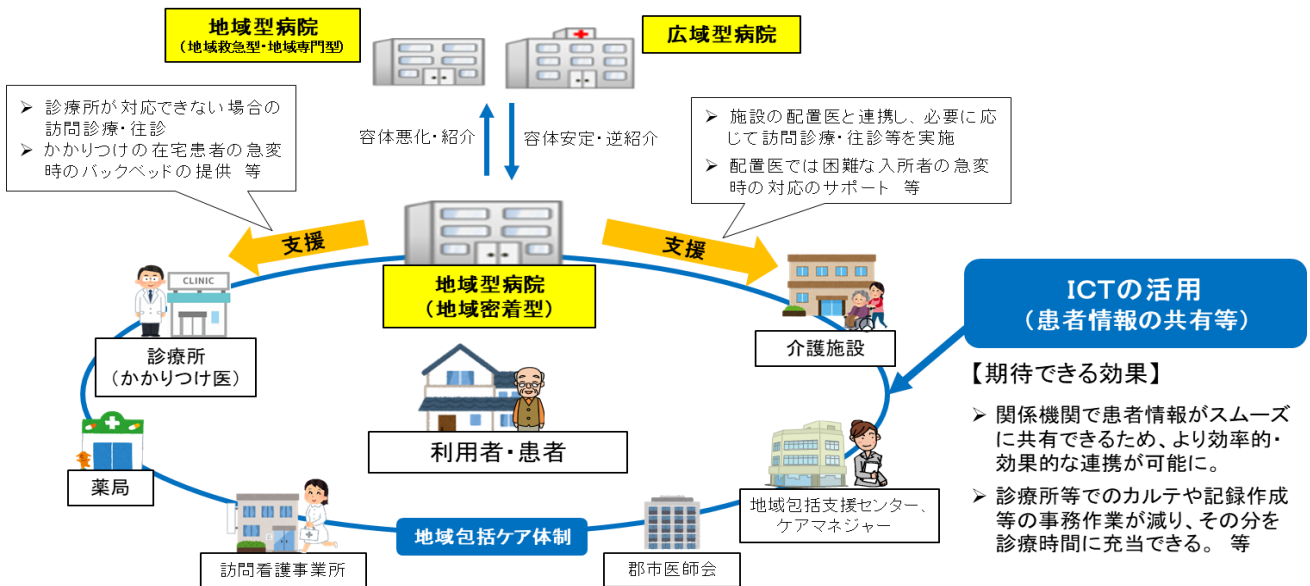 地域型病院
(地域救急型・地域専門型)
広域型病院
➢ 診療所が対応できない場合の
訪問診療・往診
➢ かかりつけの在宅患者の急変
時のバックベッドの提供 等
容体悪化・紹介
容体安定・逆紹介
➢ 施設の配置医と連携し、必要に応
じて訪問診療・往診等を実施
➢ 配置医では困難な入所者の急変
時の対応のサポート 等
支援
支援
地域型病院
(地域密着型)
CLINIC
診療所
(かかりつけ医)
介護施設
ICTの活用
(患者情報の共有等)
【期待できる効果】
➢ 関係機関で患者情報がスムーズ
に共有できるため、より効率的・
効果的な連携が可能に。
➢ 診療所等でのカルテや記録作成
等の事務作業が減り、その分を
診療時間に充当できる。 等
利用者・患者
薬局
地域包括支援センター、
ケアマネジャー
地域包括ケア体制
訪問看護事業所
郡市医師会